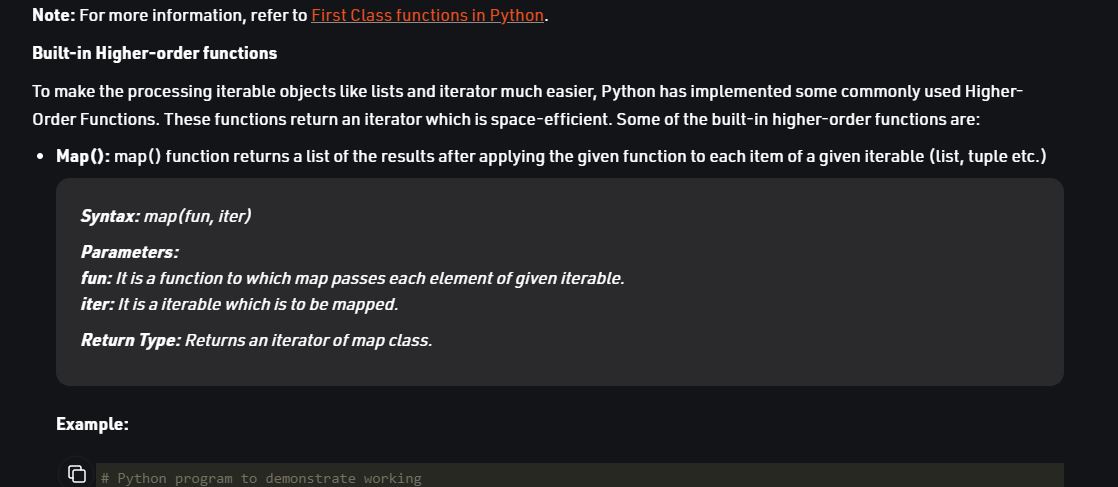 Note: For more information, refer to First Class functions in Python.
Built-in Higher-order functions
To make the processing iterable objects like lists and iterator much easier, Python has implemented some commonly used Higher-
Order Functions. These functions return an iterator which is space-efficient. Some of the built-in higher-order functions are:
• Map(): map() function returns a list of the results after applying the given function to each item of a given iterable (list, tuple etc.)
Syntax: map(fun, iter)
Parameters:
fun: It is a function to which map passes each element of given iterable.
iter: It is a iterable which is to be mapped.
Return Type: Returns an iterator of map class.
Example:
# Python program to demonstrate working